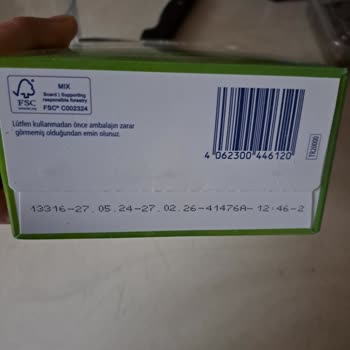 FSC
MIX
Board | Supporting
responsible forestry
FSC® C002324
Lütfen kullanmadan önce ambalajın zarar
görmemiş olduğundan emin olunuz.
4 062300 446120
TR20000
13316-27.05.24-27.02.26-41476A-12:46-2